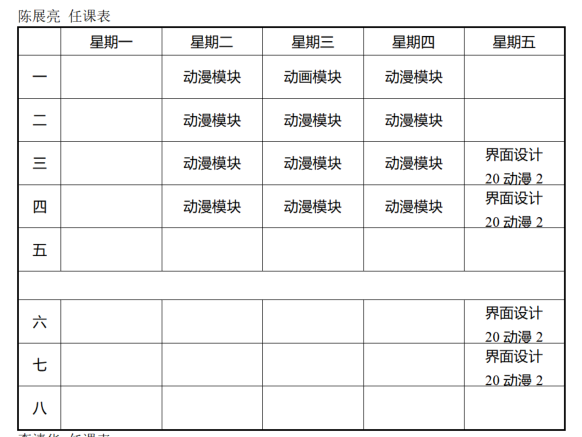 陈展亮 任课表
星期一 星期二 星期三 星期四 星期五
一 动漫模块 动画模块 动漫模块
二 动漫模块 动漫模块 动漫模块
三 动漫模块 动漫模块 动漫模块 界面设计
20 动漫 2
四 动漫模块 动漫模块 动漫模块 界面设计
20 动漫 2
五
六 界面设计
20 动漫 2
七 界面设计
20 动漫 2
八